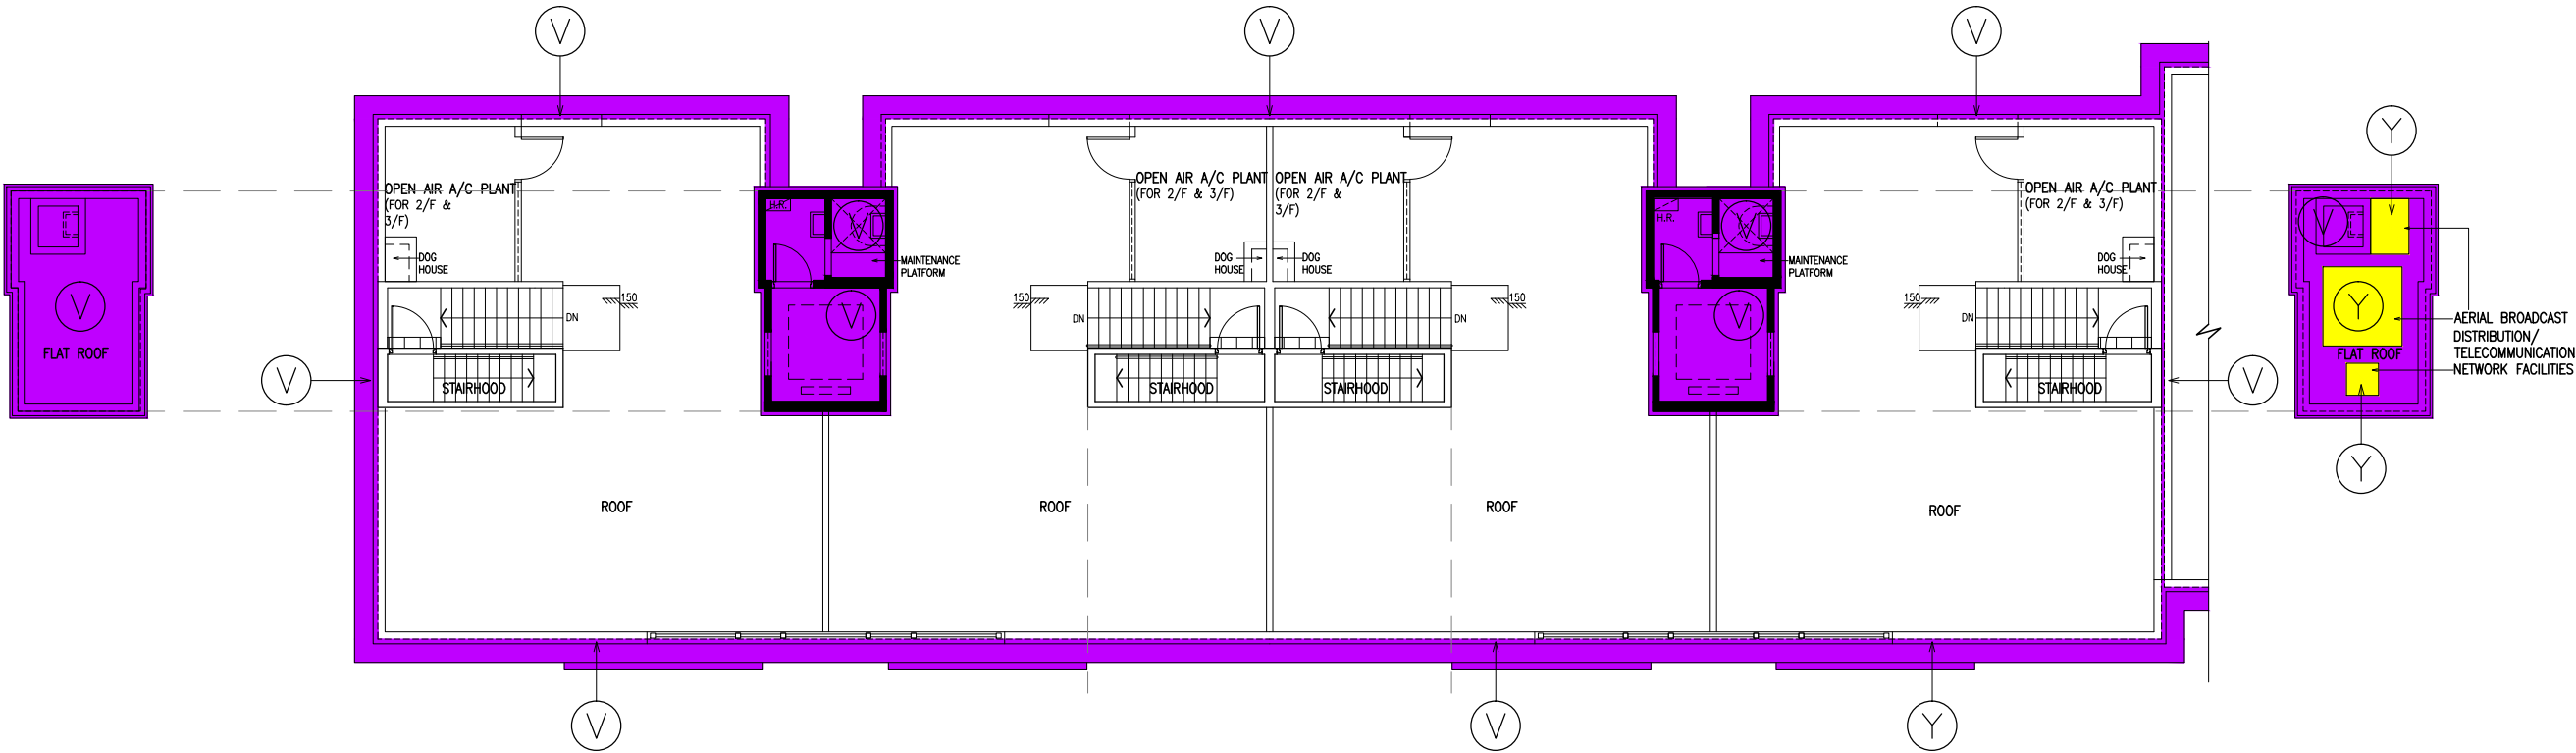 V
V
V
Y
OPEN AIR A/C PLANT
(FOR 2/F &
3/F)
OPEN AIR A/C PLANT
(FOR 2/F & 3/F)
OPEN AIR A/C PLANT
(FOR 2/F &
3/F)
OPEN AIR A/C PLANT
(FOR 2/F & 3/F)
H.R.
V
H.R.
V
V
DOG
HOUSE
MAINTENANCE
PLATFORM
DOG
HOUSE
DOG
HOUSE
MAINTENANCE
PLATFORM
DOG
HOUSE
V
FLAT ROOF
150
DN
V
150
DN
150
DN
V
150
DN
Y
FLAT ROOF
AERIAL BROADCAST
DISTRIBUTION/
TELECOMMUNICATION
NETWORK FACILITIES
V
STAIRHOOD
STAIRHOOD
STAIRHOOD
STAIRHOOD
V
Y
ROOF
ROOF
ROOF
ROOF
V
V
Y